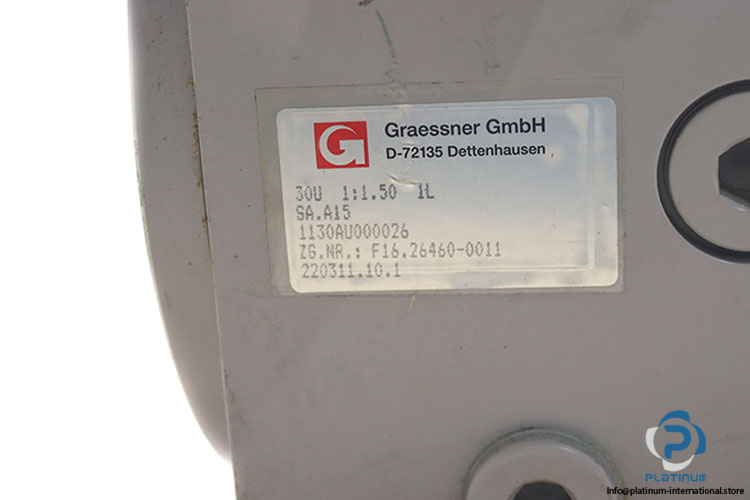 G
Graessner GmbH
D-72135 Dettenhausen
30U 1:1.50 1L
SA.A15
1130AU000026
ZG.NR.: F16.26460-0011
220311.10.1
P
PLATINUM
Info@platinum-international.store